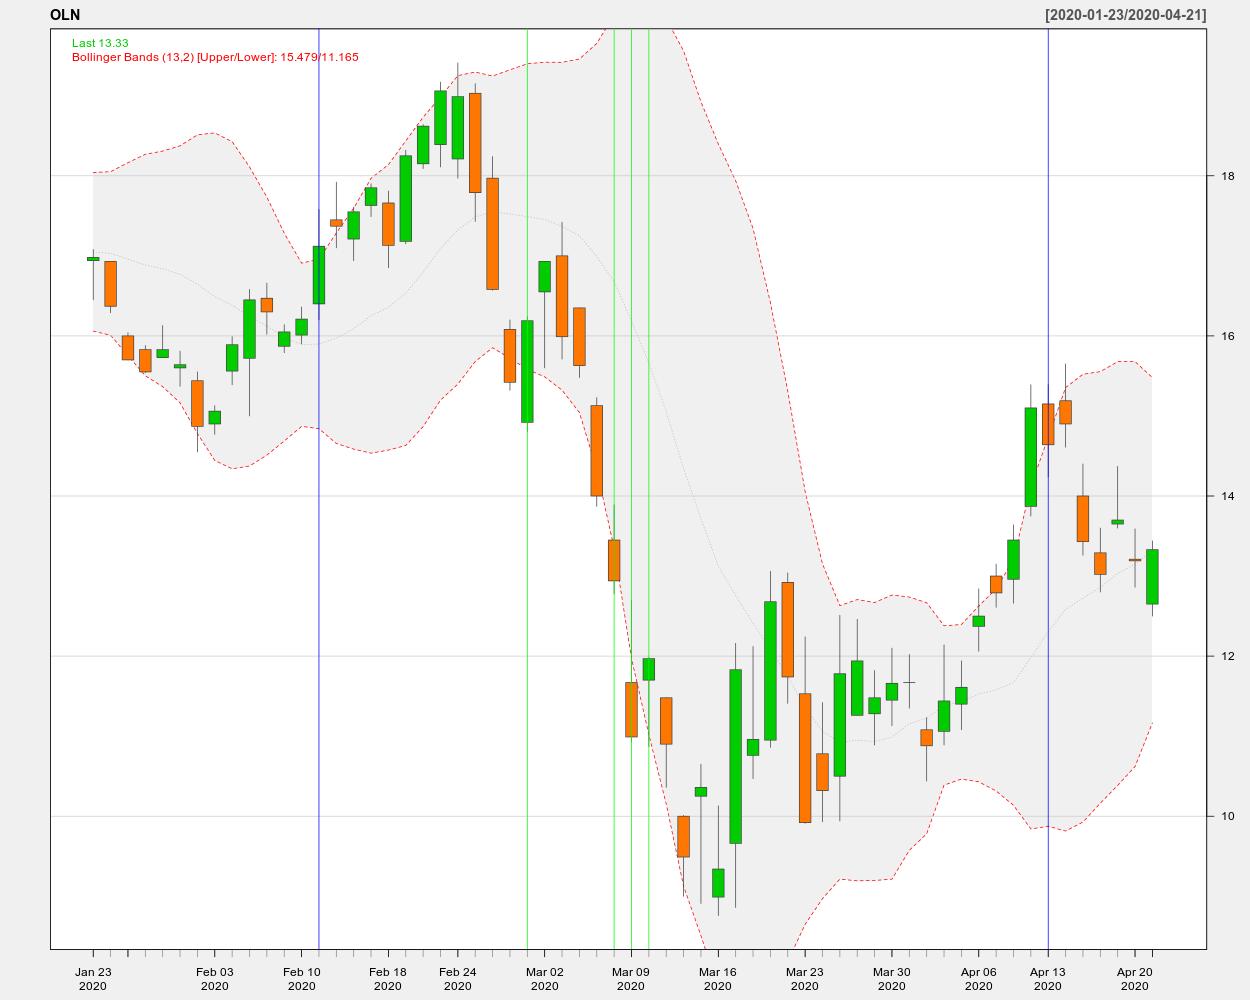 OLN [2020-01-23/2020-04-21]
Last 13.33
Bollinger Bands (13,2) [Upper/Lower]: 15.479/11.165
18
16
14
12
10
Jan 23 Feb 03 Feb 10 Feb 18 Feb 24 Mar 02 Mar 09 Mar 16 Mar 23 Mar 30 Apr 06 Apr 13 Apr 20
2020 2020 2020 2020 2020 2020 2020 2020 2020 2020 2020 2020 2020